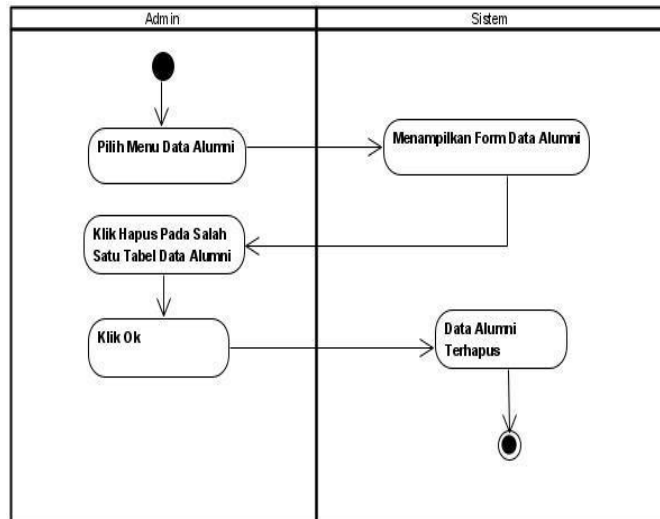 Admin
Sistem
Pilih Menu Data Alumni
Menampilkan Form Data Alumni
Klik Hapus Pada Salah
Satu Tabel Data Alumni
Klik Ok
Data Alumni
Terhapus